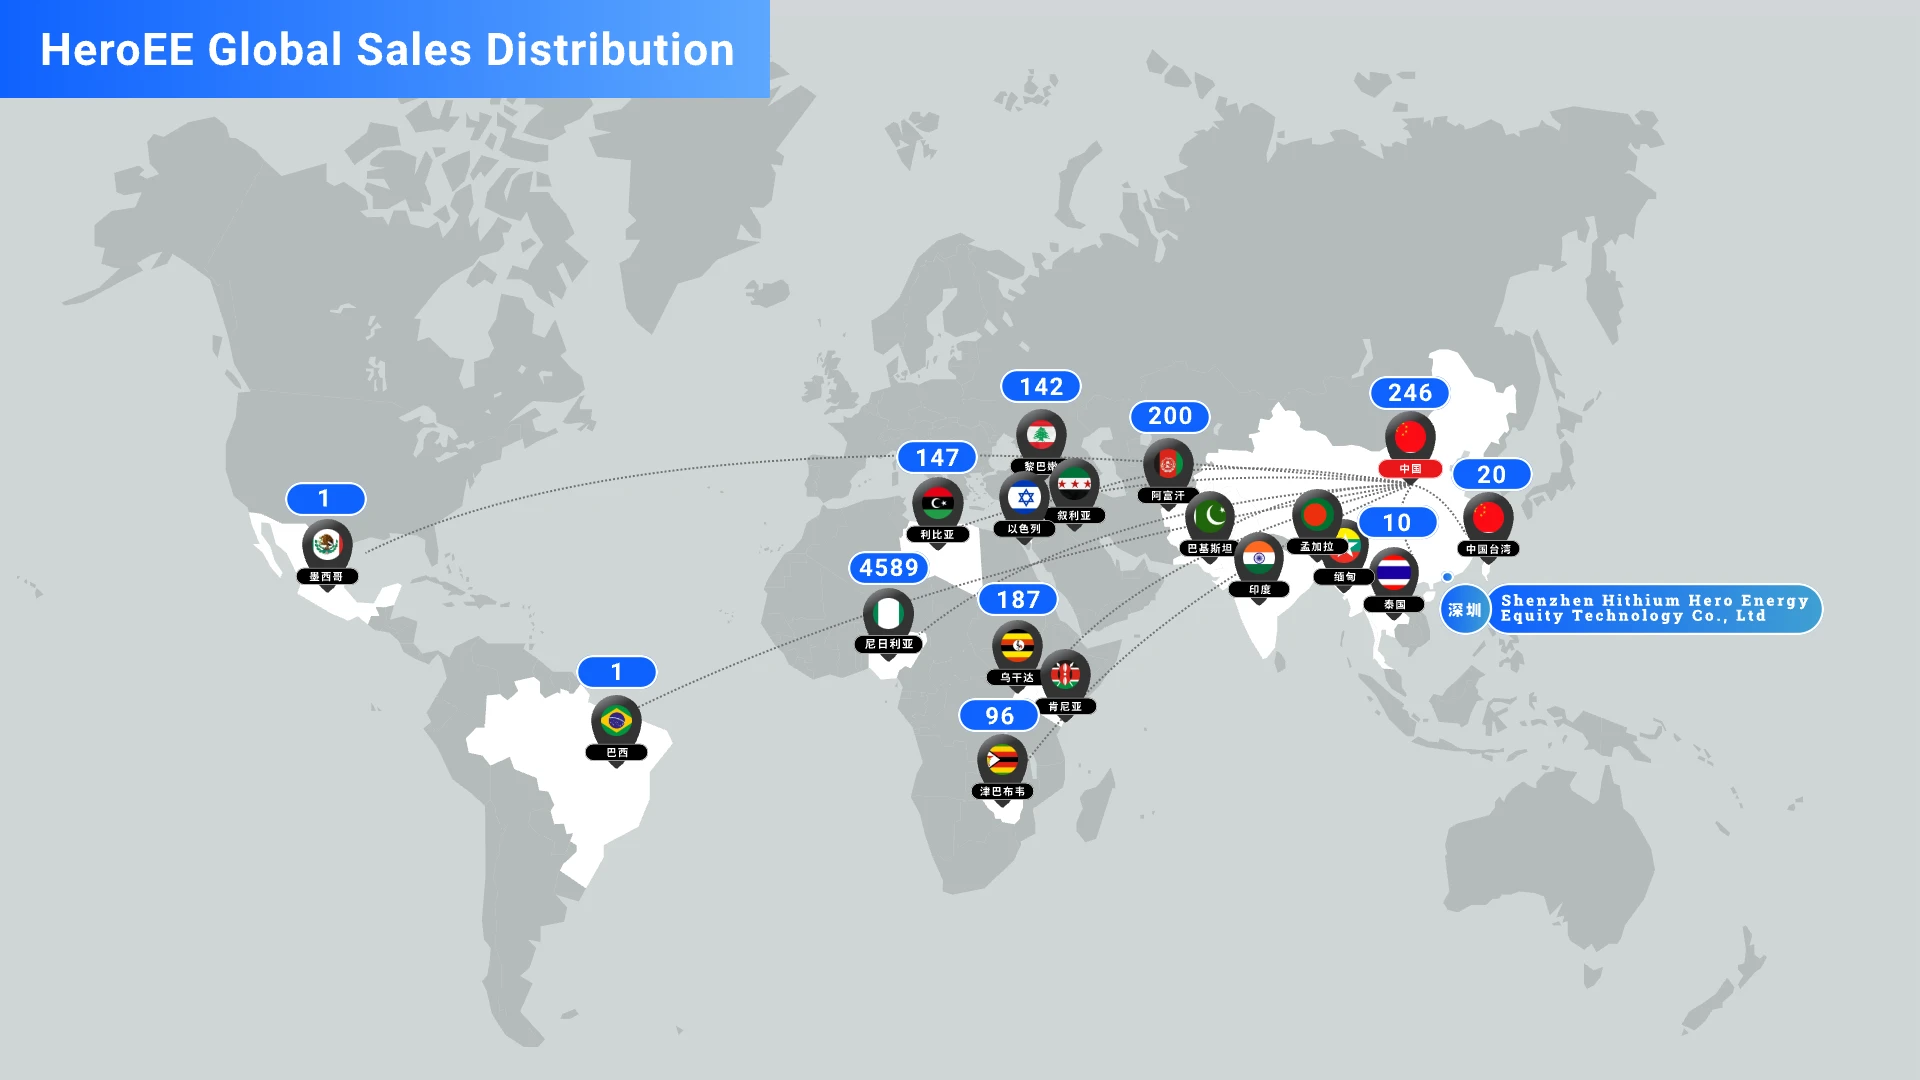 HeroEE Global Sales Distribution
142
246
200
147
黎巴嫩
中国
20
1
阿富汗
以色列
叙利亚
10
利比亚
巴基斯坦
孟加拉
中国台湾
4589
墨西哥
缅甸
187
印度
泰国
深圳
Shenzhen Hithium Hero Energy
Equity Technology Co., Ltd
尼日利亚
1
乌干达
肯尼亚
96
巴西
津巴布韦